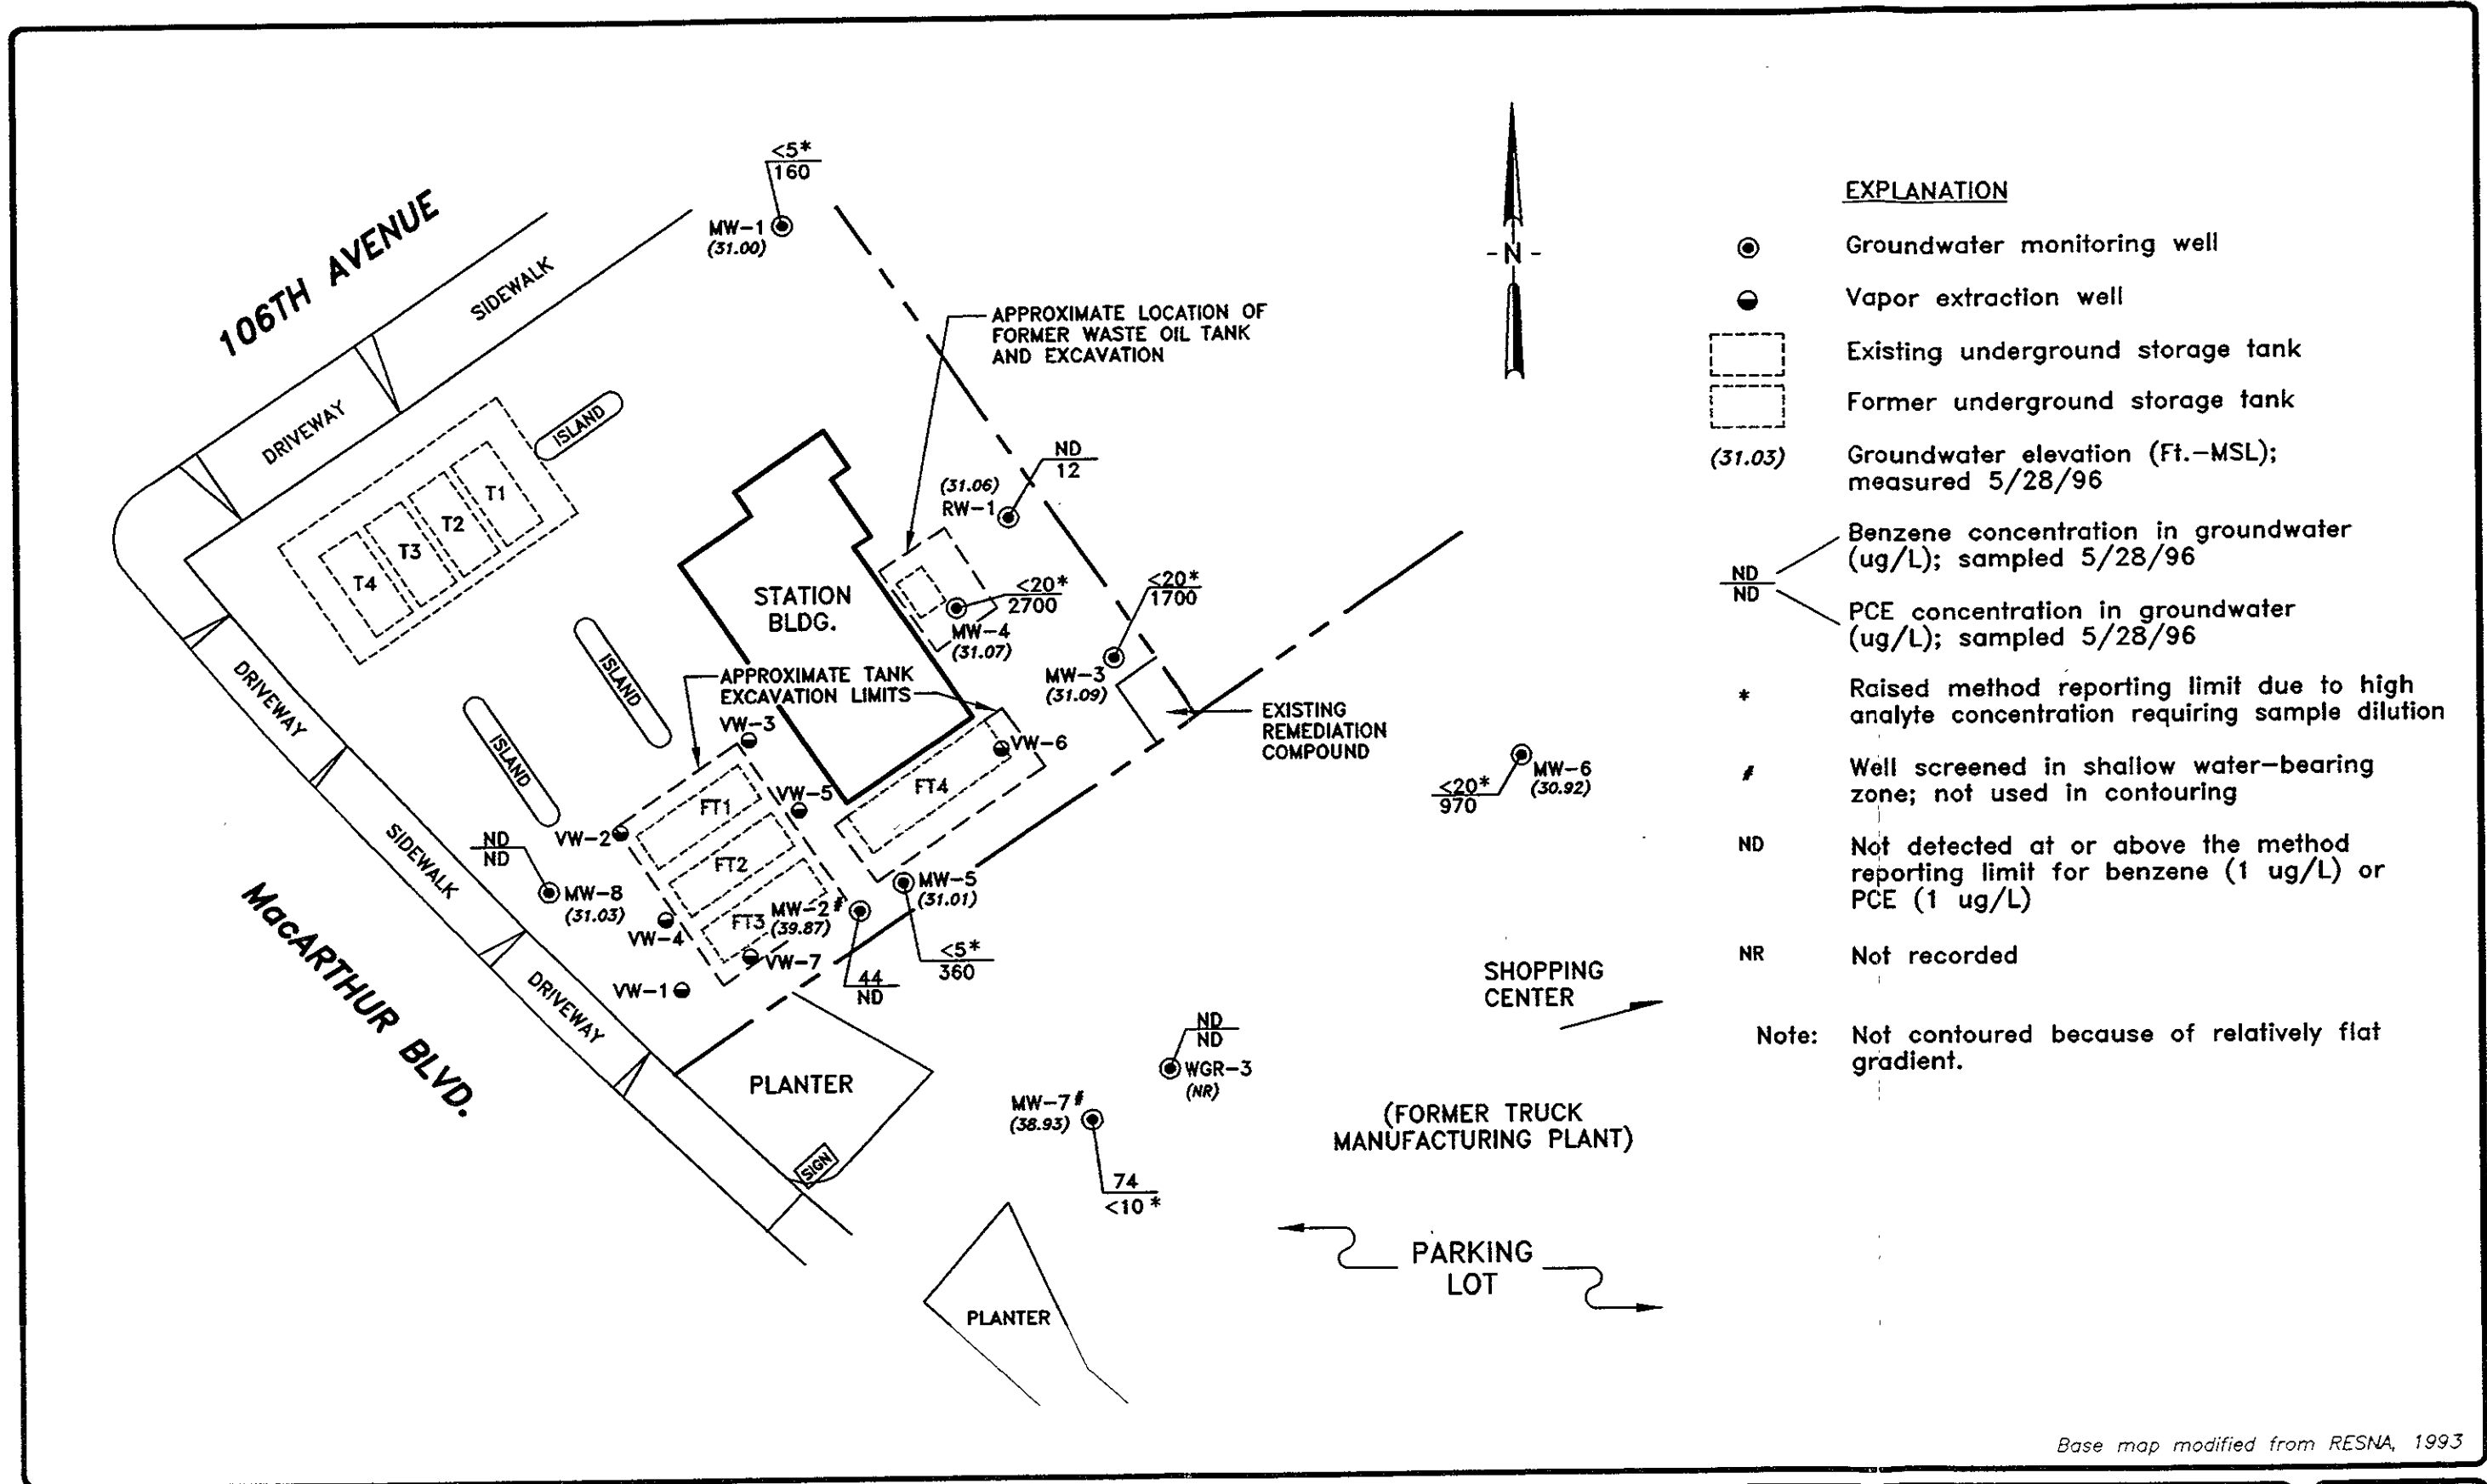 <5*
160
MW-1
(31.00)
106TH AVENUE
SIDEWALK
DRIVEWAY
ISLAND
T1
T2
T3
T4
APPROXIMATE LOCATION OF
FORMER WASTE OIL TANK
AND EXCAVATION
ND
12
(31.06)
RW-1
STATION
BLDG.
<20*
2700
MW-4
(31.07)
<20*
1700
MW-3
(31.09)
APPROXIMATE TANK
EXCAVATION LIMITS
EXISTING
REMEDIATION
COMPOUND
DRIVEWAY
ISLAND
ISLAND
VW-3
VW-6
FT4
VW-5
FT1
VW-2
FT2
FT3
ND
ND
MW-8
(31.03)
VW-4
MW-2#
(39.87)
MW-5
(31.01)
VW-7
VW-1
44
ND
<5*
360
<20*
970
MW-6
(30.92)
SIDEWALK
MacARTHUR BLVD.
DRIVEWAY
PLANTER
SIGN
ND
ND
WGR-3
(NR)
MW-7#
(38.93)
74
<10*
SHOPPING
CENTER
(FORMER TRUCK
MANUFACTURING PLANT)
PARKING
LOT
PLANTER
-N-
EXPLANATION
Groundwater monitoring well
Vapor extraction well
Existing underground storage tank
Former underground storage tank
(31.03) Groundwater elevation (Ft.-MSL);
measured 5/28/96
Benzene concentration in groundwater
(ug/L); sampled 5/28/96
ND
ND
PCE concentration in groundwater
(ug/L); sampled 5/28/96
* Raised method reporting limit due to high
analyte concentration requiring sample dilution
# Well screened in shallow water-bearing
zone; not used in contouring
ND Not detected at or above the method
reporting limit for benzene (1 ug/L) or
PCE (1 ug/L)
NR Not recorded
Note: Not contoured because of relatively flat
gradient.
Base map modified from RESNA, 1993